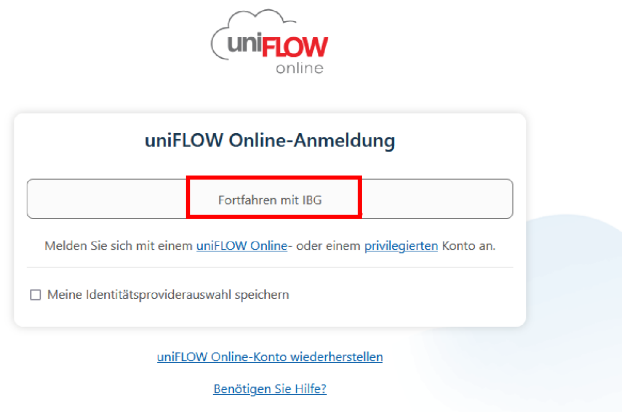 uniFLOW
online
uniFLOW Online-Anmeldung
Fortfahren mit IBG
Melden Sie sich mit einem uniFLOW Online- oder einem privilegierten Konto an.
Meine Identitätsproviderauswahl speichern
uniFLOW Online-Konto wiederherstellen
Benötigen Sie Hilfe?